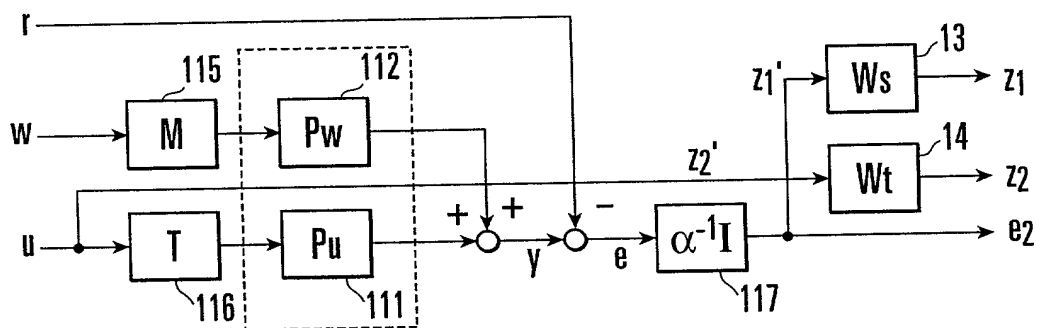 r
115
112
13
w
M
Pw
z1'
Ws
z1
z2'
14
Wt
z2
u
T
Pu
+
+
−
y
e
α⁻¹I
e2
116
111
117